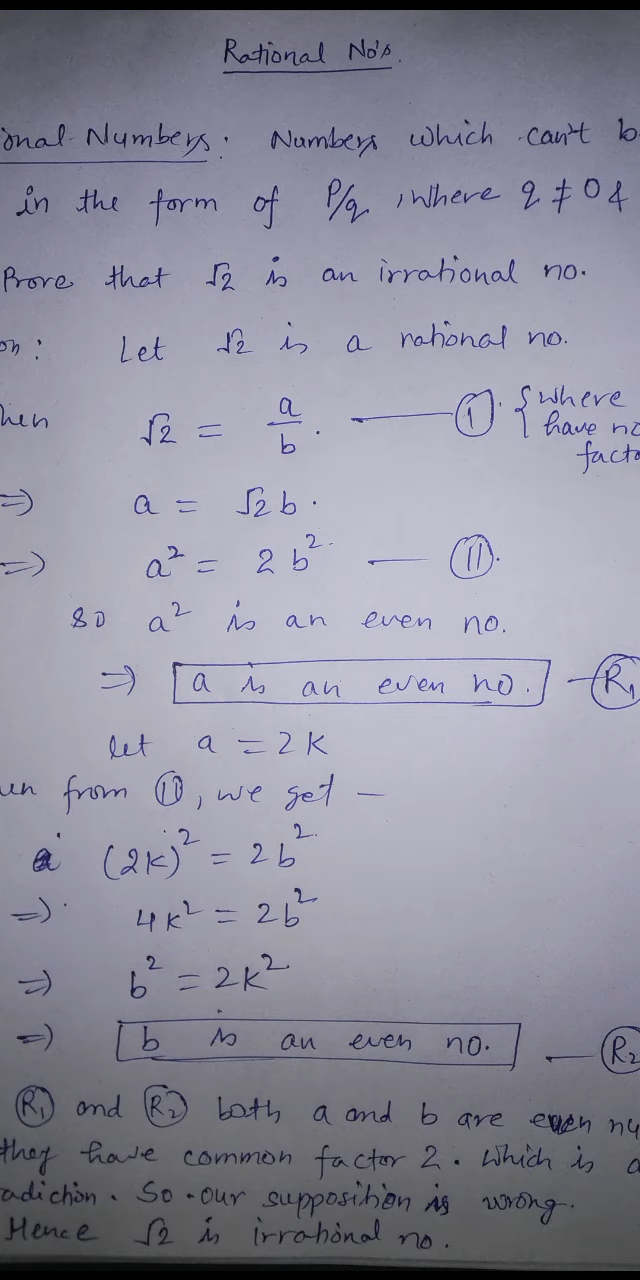 Rational No's.
ional Numbers: Numbers which can't b
in the form of P/q, where q ≠ 0 &
Prove that √2 is an irrational no.
on: Let √2 is a rational no.
hen √2 = a/b. — (I) {where
have no
facto
⇒ a = √2 b.
⇒ a² = 2b² — (II).
so a² is an even no.
⇒ a is an even no. — (R₁)
let a = 2K
en from (II), we get —
(2K)² = 2b²
⇒ 4K² = 2b²
⇒ b² = 2K²
⇒ b is an even no. — (R₂)
(R₁) and (R₂) both a and b are even nu
they have common factor 2. Which is a
adiction. So our supposition is wrong.
Hence √2 is irrational no.